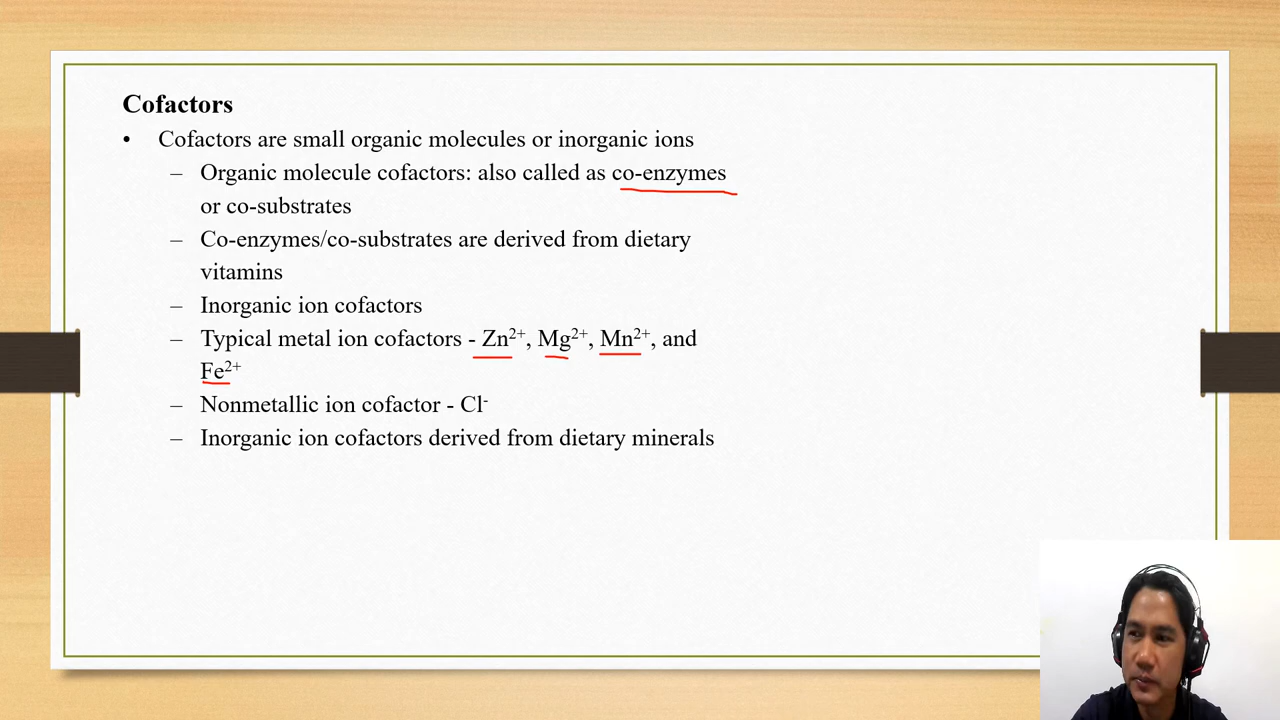 Cofactors
• Cofactors are small organic molecules or inorganic ions
– Organic molecule cofactors: also called as co-enzymes
or co-substrates
– Co-enzymes/co-substrates are derived from dietary
vitamins
– Inorganic ion cofactors
– Typical metal ion cofactors - Zn²⁺, Mg²⁺, Mn²⁺, and
Fe²⁺
– Nonmetallic ion cofactor - Cl⁻
– Inorganic ion cofactors derived from dietary minerals